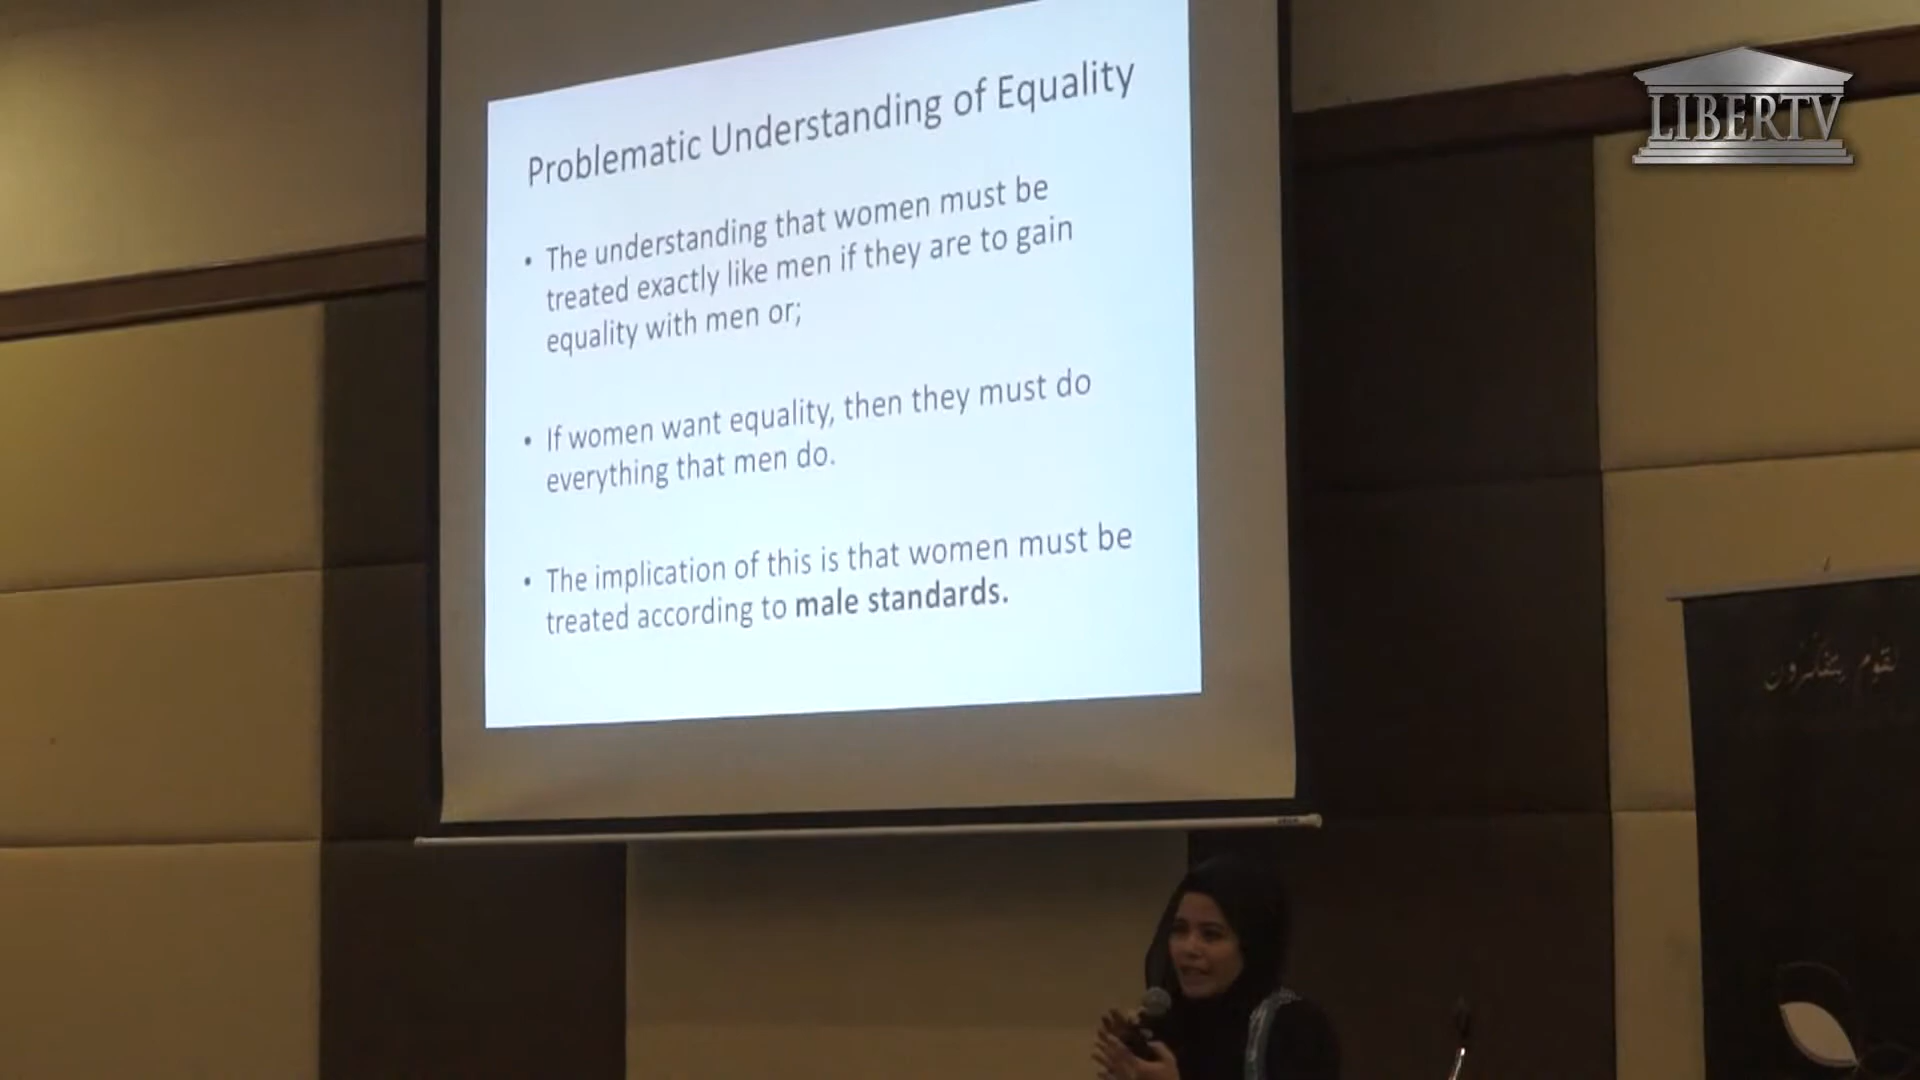 Problematic Understanding of Equality
• The understanding that women must be
treated exactly like men if they are to gain
equality with men or;
• If women want equality, then they must do
everything that men do.
• The implication of this is that women must be
treated according to male standards.
LIBERTV
لقوم يتفكرون